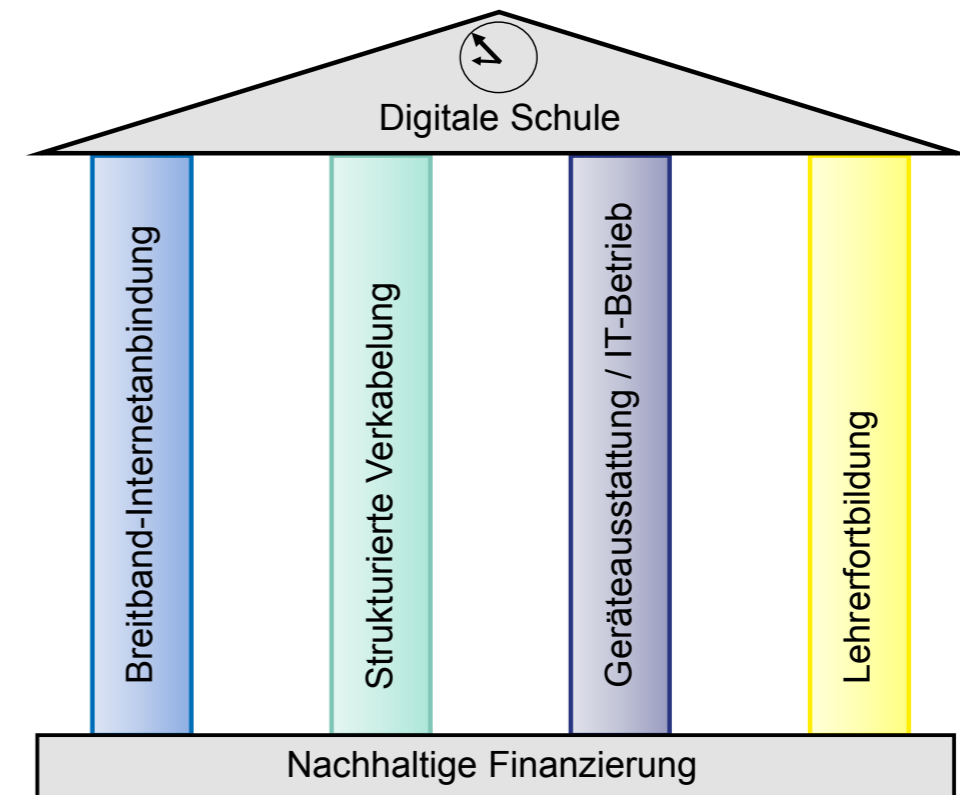 Digitale Schule
Breitband-Internetanbindung
Strukturierte Verkabelung
Geräteausstattung / IT-Betrieb
Lehrerfortbildung
Nachhaltige Finanzierung